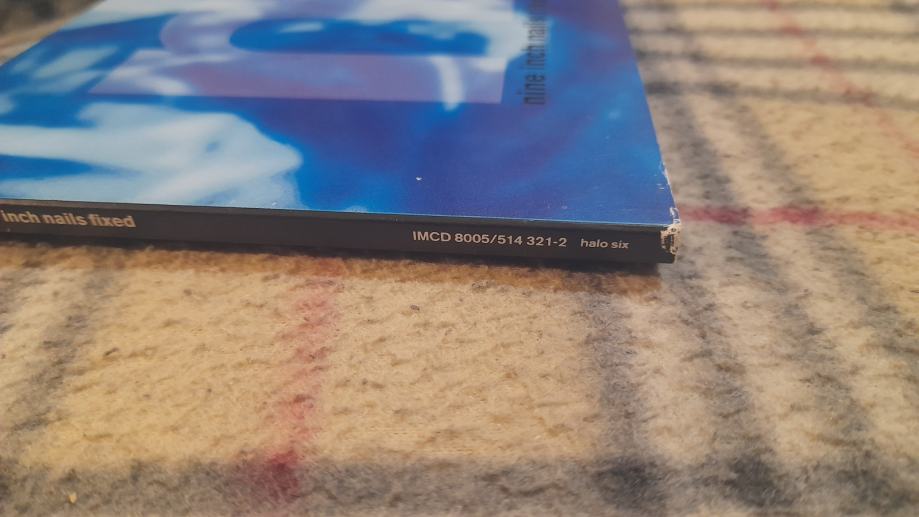 nine inch nails
inch nails fixed
IMCD 8005/514 321-2 halo six